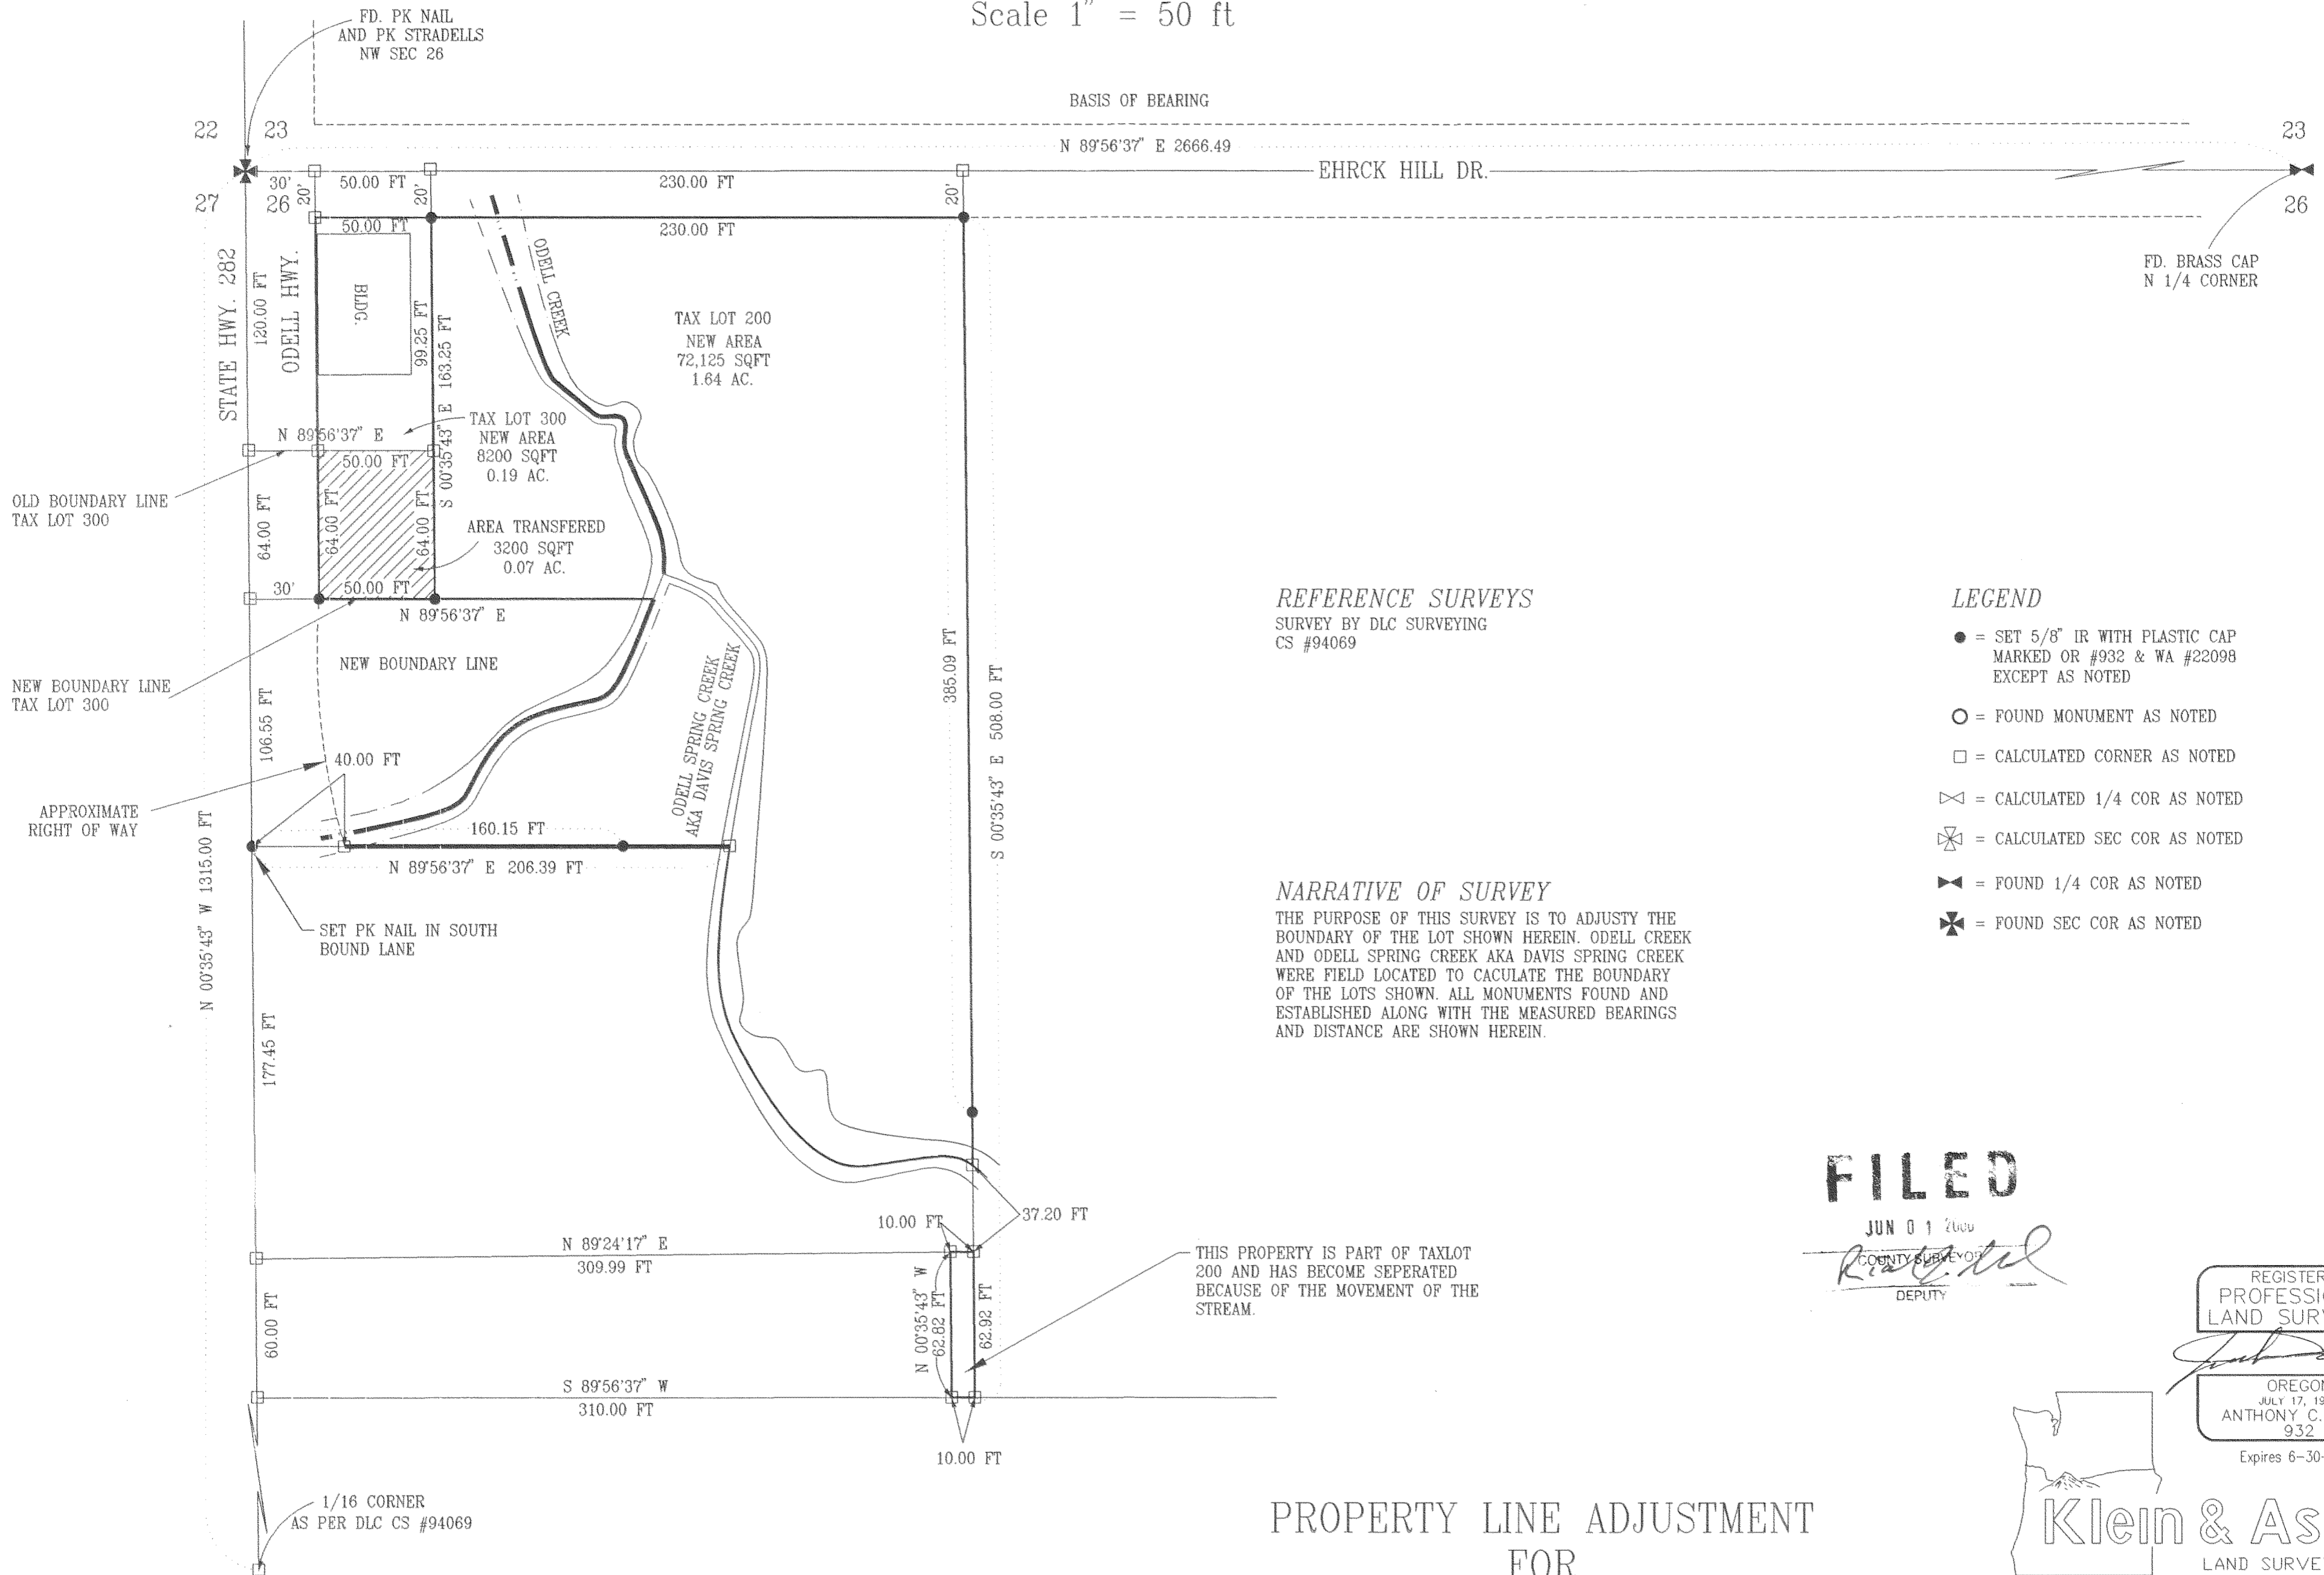 Scale 1" = 50 ft
FD. PK NAIL
AND PK STRADELLS
NW SEC 26
BASIS OF BEARING
22
23
23
N 89°56'37" E 2666.49
EHRCK HILL DR.
30'
50.00 FT
230.00 FT
27
26
26
20'
20'
20'
50.00 FT
230.00 FT
FD. BRASS CAP
N 1/4 CORNER
STATE HWY. 282
120.00 FT
ODELL HWY.
BLDG.
99.25 FT
S 00°35'43" E 163.25 FT
ODELL CREEK
TAX LOT 200
NEW AREA
72,125 SQFT
1.64 AC.
N 89°56'37" E
50.00 FT
TAX LOT 300
NEW AREA
8200 SQFT
0.19 AC.
OLD BOUNDARY LINE
TAX LOT 300
64.00 FT
64.00 FT
64.00 FT
AREA TRANSFERED
3200 SQFT
0.07 AC.
30'
50.00 FT
N 89°56'37" E
NEW BOUNDARY LINE
NEW BOUNDARY LINE
TAX LOT 300
106.55 FT
40.00 FT
APPROXIMATE
RIGHT OF WAY
ODELL SPRING CREEK
AKA DAVIS SPRING CREEK
385.09 FT
S 00°35'43" E 508.00 FT
160.15 FT
N 89°56'37" E 206.39 FT
N 00°35'43" W 1315.00 FT
SET PK NAIL IN SOUTH
BOUND LANE
177.45 FT
REFERENCE SURVEYS
SURVEY BY DLC SURVEYING
CS #94069
LEGEND
= SET 5/8" IR WITH PLASTIC CAP
MARKED OR #932 & WA #22098
EXCEPT AS NOTED
= FOUND MONUMENT AS NOTED
= CALCULATED CORNER AS NOTED
= CALCULATED 1/4 COR AS NOTED
= CALCULATED SEC COR AS NOTED
= FOUND 1/4 COR AS NOTED
= FOUND SEC COR AS NOTED
NARRATIVE OF SURVEY
THE PURPOSE OF THIS SURVEY IS TO ADJUSTY THE
BOUNDARY OF THE LOT SHOWN HEREIN. ODELL CREEK
AND ODELL SPRING CREEK AKA DAVIS SPRING CREEK
WERE FIELD LOCATED TO CACULATE THE BOUNDARY
OF THE LOTS SHOWN. ALL MONUMENTS FOUND AND
ESTABLISHED ALONG WITH THE MEASURED BEARINGS
AND DISTANCE ARE SHOWN HEREIN.
10.00 FT
37.20 FT
N 89°24'17" E
309.99 FT
60.00 FT
N 00°35'43" W
62.82 FT
62.92 FT
THIS PROPERTY IS PART OF TAXLOT
200 AND HAS BECOME SEPERATED
BECAUSE OF THE MOVEMENT OF THE
STREAM.
S 89°56'37" W
310.00 FT
10.00 FT
1/16 CORNER
AS PER DLC CS #94069
FILED
JUN 01
COUNTY SURVEYOR
DEPUTY
REGISTER
PROFESSI
LAND SUR
OREGO
JULY 17, 19
ANTHONY C.
932
Expires 6-30-
PROPERTY LINE ADJUSTMENT
FOR
Klein & As
LAND SURVE